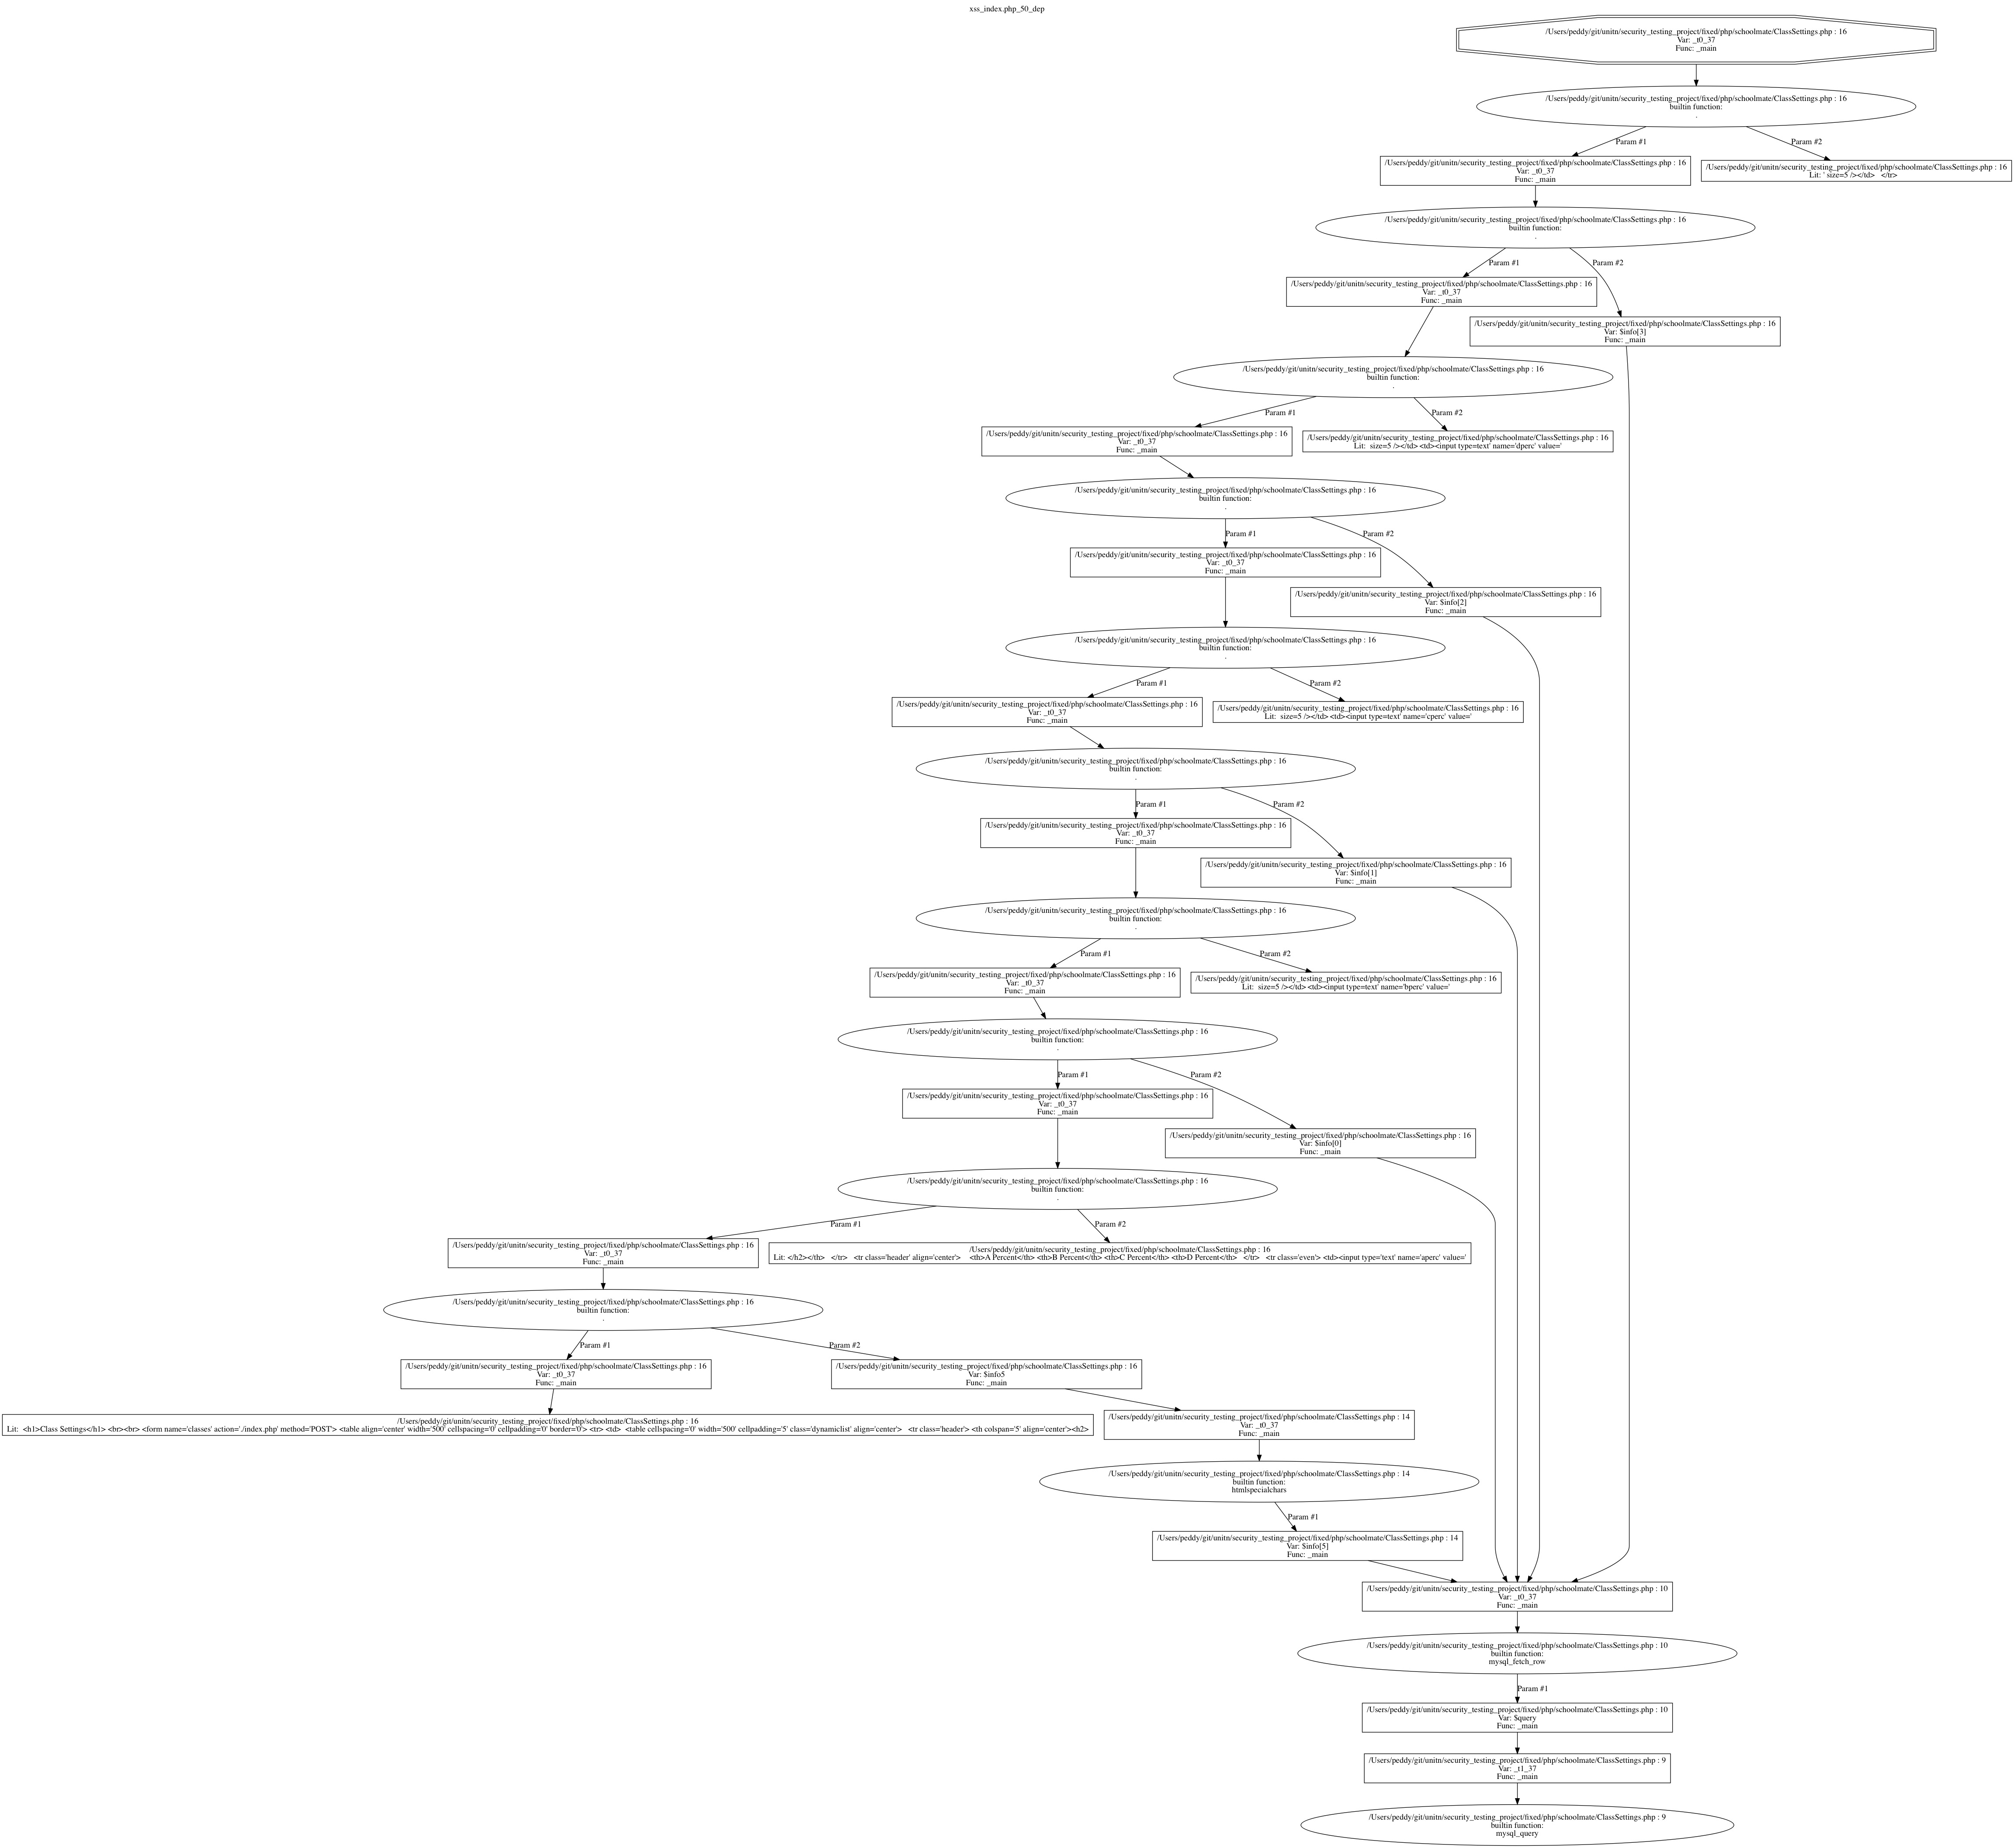 xss_index.php_50_dep
/Users/peddy/git/unitn/security_testing_project/fixed/php/schoolmate/ClassSettings.php : 16
Var: _t0_37
Func: _main
/Users/peddy/git/unitn/security_testing_project/fixed/php/schoolmate/ClassSettings.php : 16
builtin function:
.
Param #1
Param #2
/Users/peddy/git/unitn/security_testing_project/fixed/php/schoolmate/ClassSettings.php : 16
Var: _t0_37
Func: _main
/Users/peddy/git/unitn/security_testing_project/fixed/php/schoolmate/ClassSettings.php : 16
Lit: ' size=5 /></td>   </tr>
/Users/peddy/git/unitn/security_testing_project/fixed/php/schoolmate/ClassSettings.php : 16
builtin function:
.
Param #1
Param #2
/Users/peddy/git/unitn/security_testing_project/fixed/php/schoolmate/ClassSettings.php : 16
Var: _t0_37
Func: _main
/Users/peddy/git/unitn/security_testing_project/fixed/php/schoolmate/ClassSettings.php : 16
Var: $info[3]
Func: _main
/Users/peddy/git/unitn/security_testing_project/fixed/php/schoolmate/ClassSettings.php : 16
builtin function:
.
Param #1
Param #2
/Users/peddy/git/unitn/security_testing_project/fixed/php/schoolmate/ClassSettings.php : 16
Var: _t0_37
Func: _main
/Users/peddy/git/unitn/security_testing_project/fixed/php/schoolmate/ClassSettings.php : 16
Lit:  size=5 /></td> <td><input type=text' name='dperc' value='
/Users/peddy/git/unitn/security_testing_project/fixed/php/schoolmate/ClassSettings.php : 16
builtin function:
.
Param #1
Param #2
/Users/peddy/git/unitn/security_testing_project/fixed/php/schoolmate/ClassSettings.php : 16
Var: _t0_37
Func: _main
/Users/peddy/git/unitn/security_testing_project/fixed/php/schoolmate/ClassSettings.php : 16
Var: $info[2]
Func: _main
/Users/peddy/git/unitn/security_testing_project/fixed/php/schoolmate/ClassSettings.php : 16
builtin function:
.
Param #1
Param #2
/Users/peddy/git/unitn/security_testing_project/fixed/php/schoolmate/ClassSettings.php : 16
Var: _t0_37
Func: _main
/Users/peddy/git/unitn/security_testing_project/fixed/php/schoolmate/ClassSettings.php : 16
Lit:  size=5 /></td> <td><input type=text' name='cperc' value='
/Users/peddy/git/unitn/security_testing_project/fixed/php/schoolmate/ClassSettings.php : 16
builtin function:
.
Param #1
Param #2
/Users/peddy/git/unitn/security_testing_project/fixed/php/schoolmate/ClassSettings.php : 16
Var: _t0_37
Func: _main
/Users/peddy/git/unitn/security_testing_project/fixed/php/schoolmate/ClassSettings.php : 16
Var: $info[1]
Func: _main
/Users/peddy/git/unitn/security_testing_project/fixed/php/schoolmate/ClassSettings.php : 16
builtin function:
.
Param #1
Param #2
/Users/peddy/git/unitn/security_testing_project/fixed/php/schoolmate/ClassSettings.php : 16
Var: _t0_37
Func: _main
/Users/peddy/git/unitn/security_testing_project/fixed/php/schoolmate/ClassSettings.php : 16
Lit:  size=5 /></td> <td><input type=text' name='bperc' value='
/Users/peddy/git/unitn/security_testing_project/fixed/php/schoolmate/ClassSettings.php : 16
builtin function:
.
Param #1
Param #2
/Users/peddy/git/unitn/security_testing_project/fixed/php/schoolmate/ClassSettings.php : 16
Var: _t0_37
Func: _main
/Users/peddy/git/unitn/security_testing_project/fixed/php/schoolmate/ClassSettings.php : 16
Var: $info[0]
Func: _main
/Users/peddy/git/unitn/security_testing_project/fixed/php/schoolmate/ClassSettings.php : 16
builtin function:
.
Param #1
Param #2
/Users/peddy/git/unitn/security_testing_project/fixed/php/schoolmate/ClassSettings.php : 16
Var: _t0_37
Func: _main
/Users/peddy/git/unitn/security_testing_project/fixed/php/schoolmate/ClassSettings.php : 16
Lit: </h2></th>   </tr>   <tr class='header' align='center'>    <th>A Percent</th> <th>B Percent</th> <th>C Percent</th> <th>D Percent</th>   </tr>   <tr class='even'> <td><input type='text' name='aperc' value='
/Users/peddy/git/unitn/security_testing_project/fixed/php/schoolmate/ClassSettings.php : 16
builtin function:
.
Param #1
Param #2
/Users/peddy/git/unitn/security_testing_project/fixed/php/schoolmate/ClassSettings.php : 16
Var: _t0_37
Func: _main
/Users/peddy/git/unitn/security_testing_project/fixed/php/schoolmate/ClassSettings.php : 16
Var: $info5
Func: _main
/Users/peddy/git/unitn/security_testing_project/fixed/php/schoolmate/ClassSettings.php : 16
Lit:  <h1>Class Settings</h1> <br><br> <form name='classes' action='./index.php' method='POST'> <table align='center' width='500' cellspacing='0' cellpadding='0' border='0'> <tr> <td>  <table cellspacing='0' width='500' cellpadding='5' class='dynamiclist' align='center'>   <tr class='header'> <th colspan='5' align='center'><h2>
/Users/peddy/git/unitn/security_testing_project/fixed/php/schoolmate/ClassSettings.php : 14
Var: _t0_37
Func: _main
/Users/peddy/git/unitn/security_testing_project/fixed/php/schoolmate/ClassSettings.php : 14
builtin function:
htmlspecialchars
Param #1
/Users/peddy/git/unitn/security_testing_project/fixed/php/schoolmate/ClassSettings.php : 14
Var: $info[5]
Func: _main
/Users/peddy/git/unitn/security_testing_project/fixed/php/schoolmate/ClassSettings.php : 10
Var: _t0_37
Func: _main
/Users/peddy/git/unitn/security_testing_project/fixed/php/schoolmate/ClassSettings.php : 10
builtin function:
mysql_fetch_row
Param #1
/Users/peddy/git/unitn/security_testing_project/fixed/php/schoolmate/ClassSettings.php : 10
Var: $query
Func: _main
/Users/peddy/git/unitn/security_testing_project/fixed/php/schoolmate/ClassSettings.php : 9
Var: _t1_37
Func: _main
/Users/peddy/git/unitn/security_testing_project/fixed/php/schoolmate/ClassSettings.php : 9
builtin function:
mysql_query